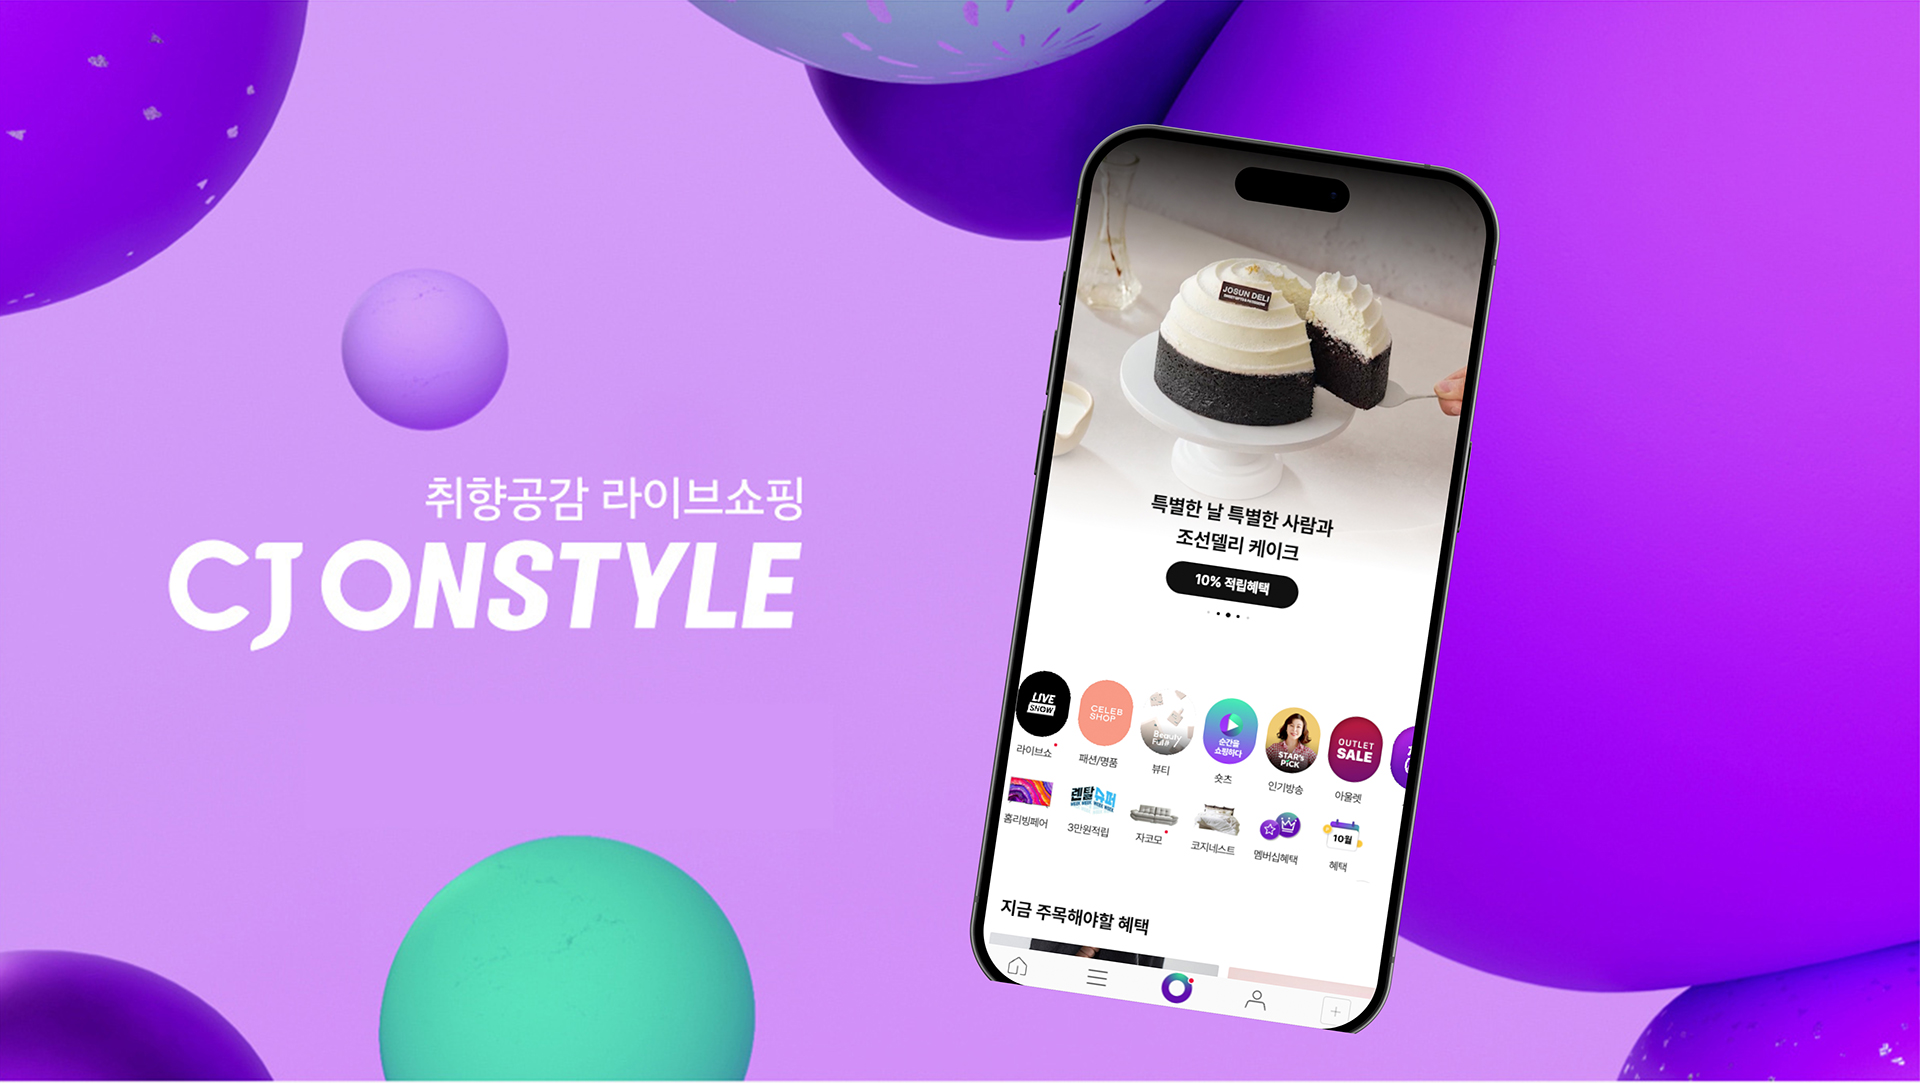 취향공감 라이브쇼핑
CJ ONSTYLE
JOSUN DELI
특별한 날 특별한 사람과
조선델리 케이크
10% 적립혜택
LIVE
SHOW
CELEB
SHOP
Beauty
Full
순간을
쇼핑하다
STAR's
PICK
OUTLET
SALE
라이브쇼
패션/명품
뷰티
숏츠
인기방송
아울렛
렌탈슈퍼
10월
홈리빙페어
3만원적립
자코모
코지네스트
멤버십혜택
혜택
지금 주목해야할 혜택